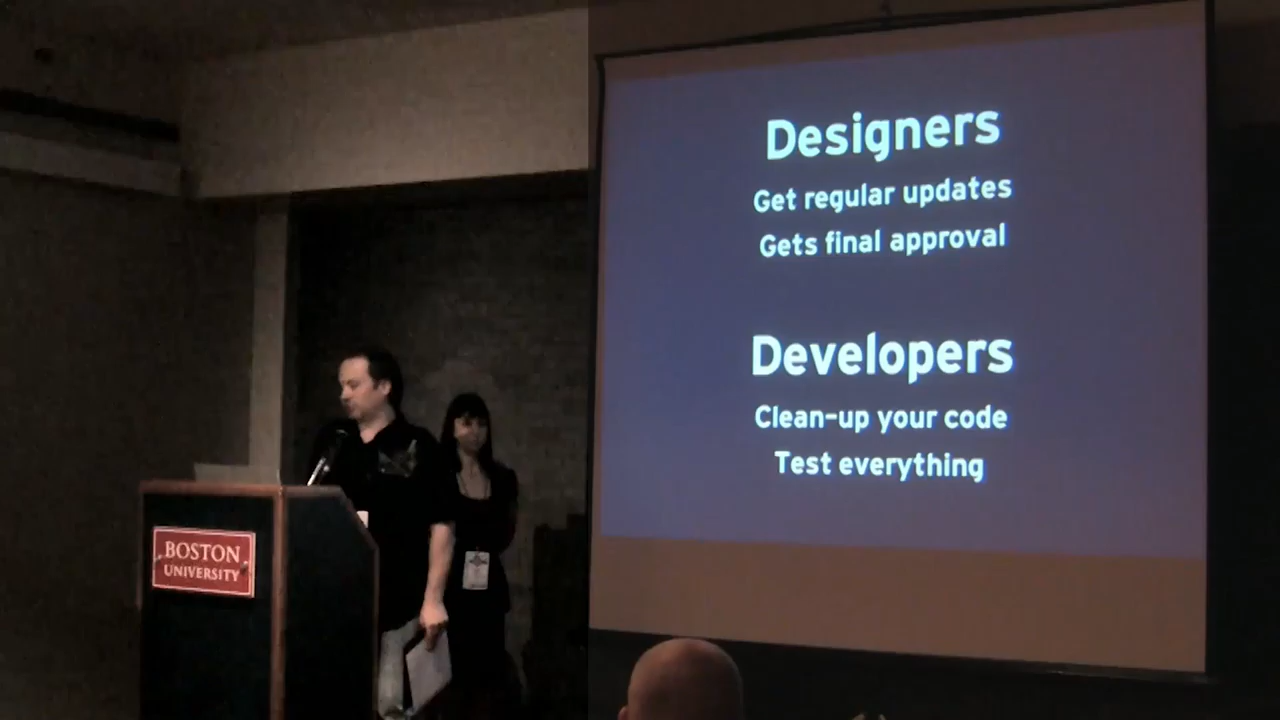 Designers
Get regular updates
Gets final approval
Developers
Clean-up your code
Test everything
BOSTON
UNIVERSITY